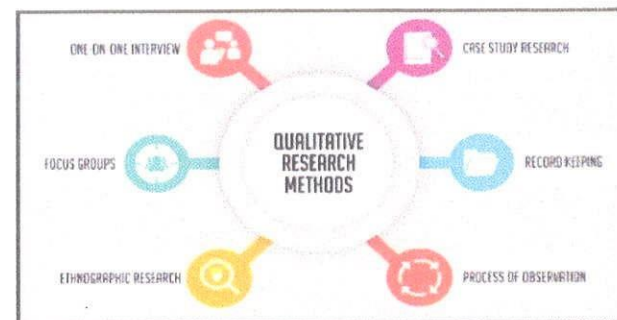 ONE-ON-ONE INTERVIEW
CASE STUDY RESEARCH
QUALITATIVE
RESEARCH
METHODS
FOCUS GROUPS
RECORD KEEPING
ETHNOGRAPHIC RESEARCH
PROCESS OF OBSERVATION